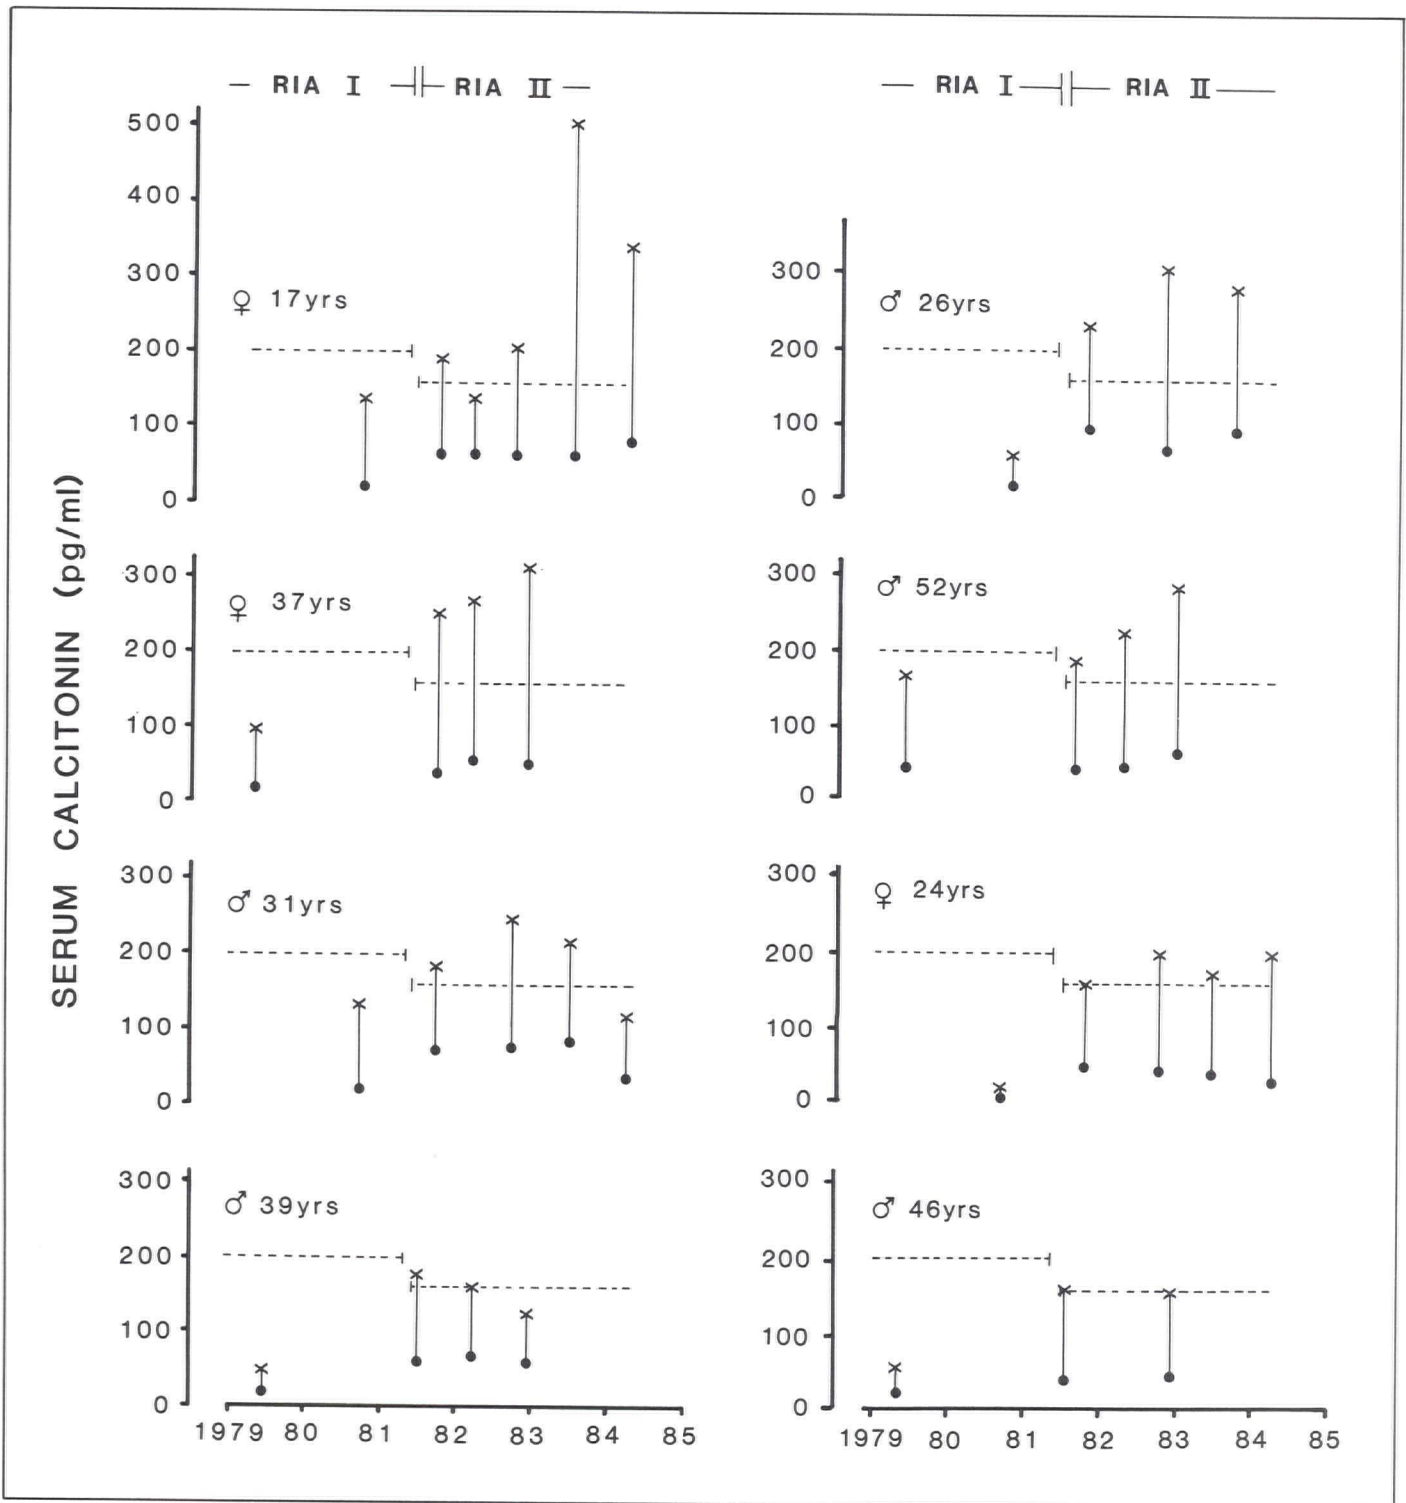 RIA I RIA II
RIA I RIA II
SERUM CALCITONIN (pg/ml)
500
400
300
200
100
0
♀ 17yrs
300
200
100
0
♂ 26yrs
300
200
100
0
♀ 37yrs
300
200
100
0
♂ 52yrs
300
200
100
0
♂ 31yrs
300
200
100
0
♀ 24yrs
300
200
100
0
♂ 39yrs
300
200
100
0
♂ 46yrs
1979 80 81 82 83 84 85
1979 80 81 82 83 84 85